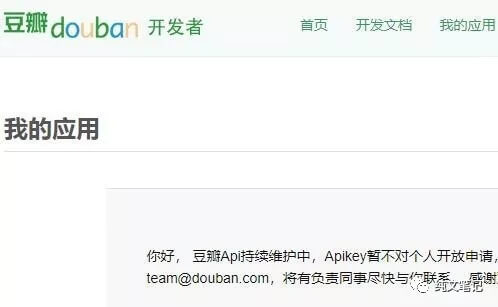 豆瓣douban 开发者 首页 开发文档 我的应用
我的应用
你好， 豆瓣Api持续维护中，Apikey暂不对个人开放申请，
team@douban.com，将有负责同事尽快与你联系。 感谢
纯文笔记